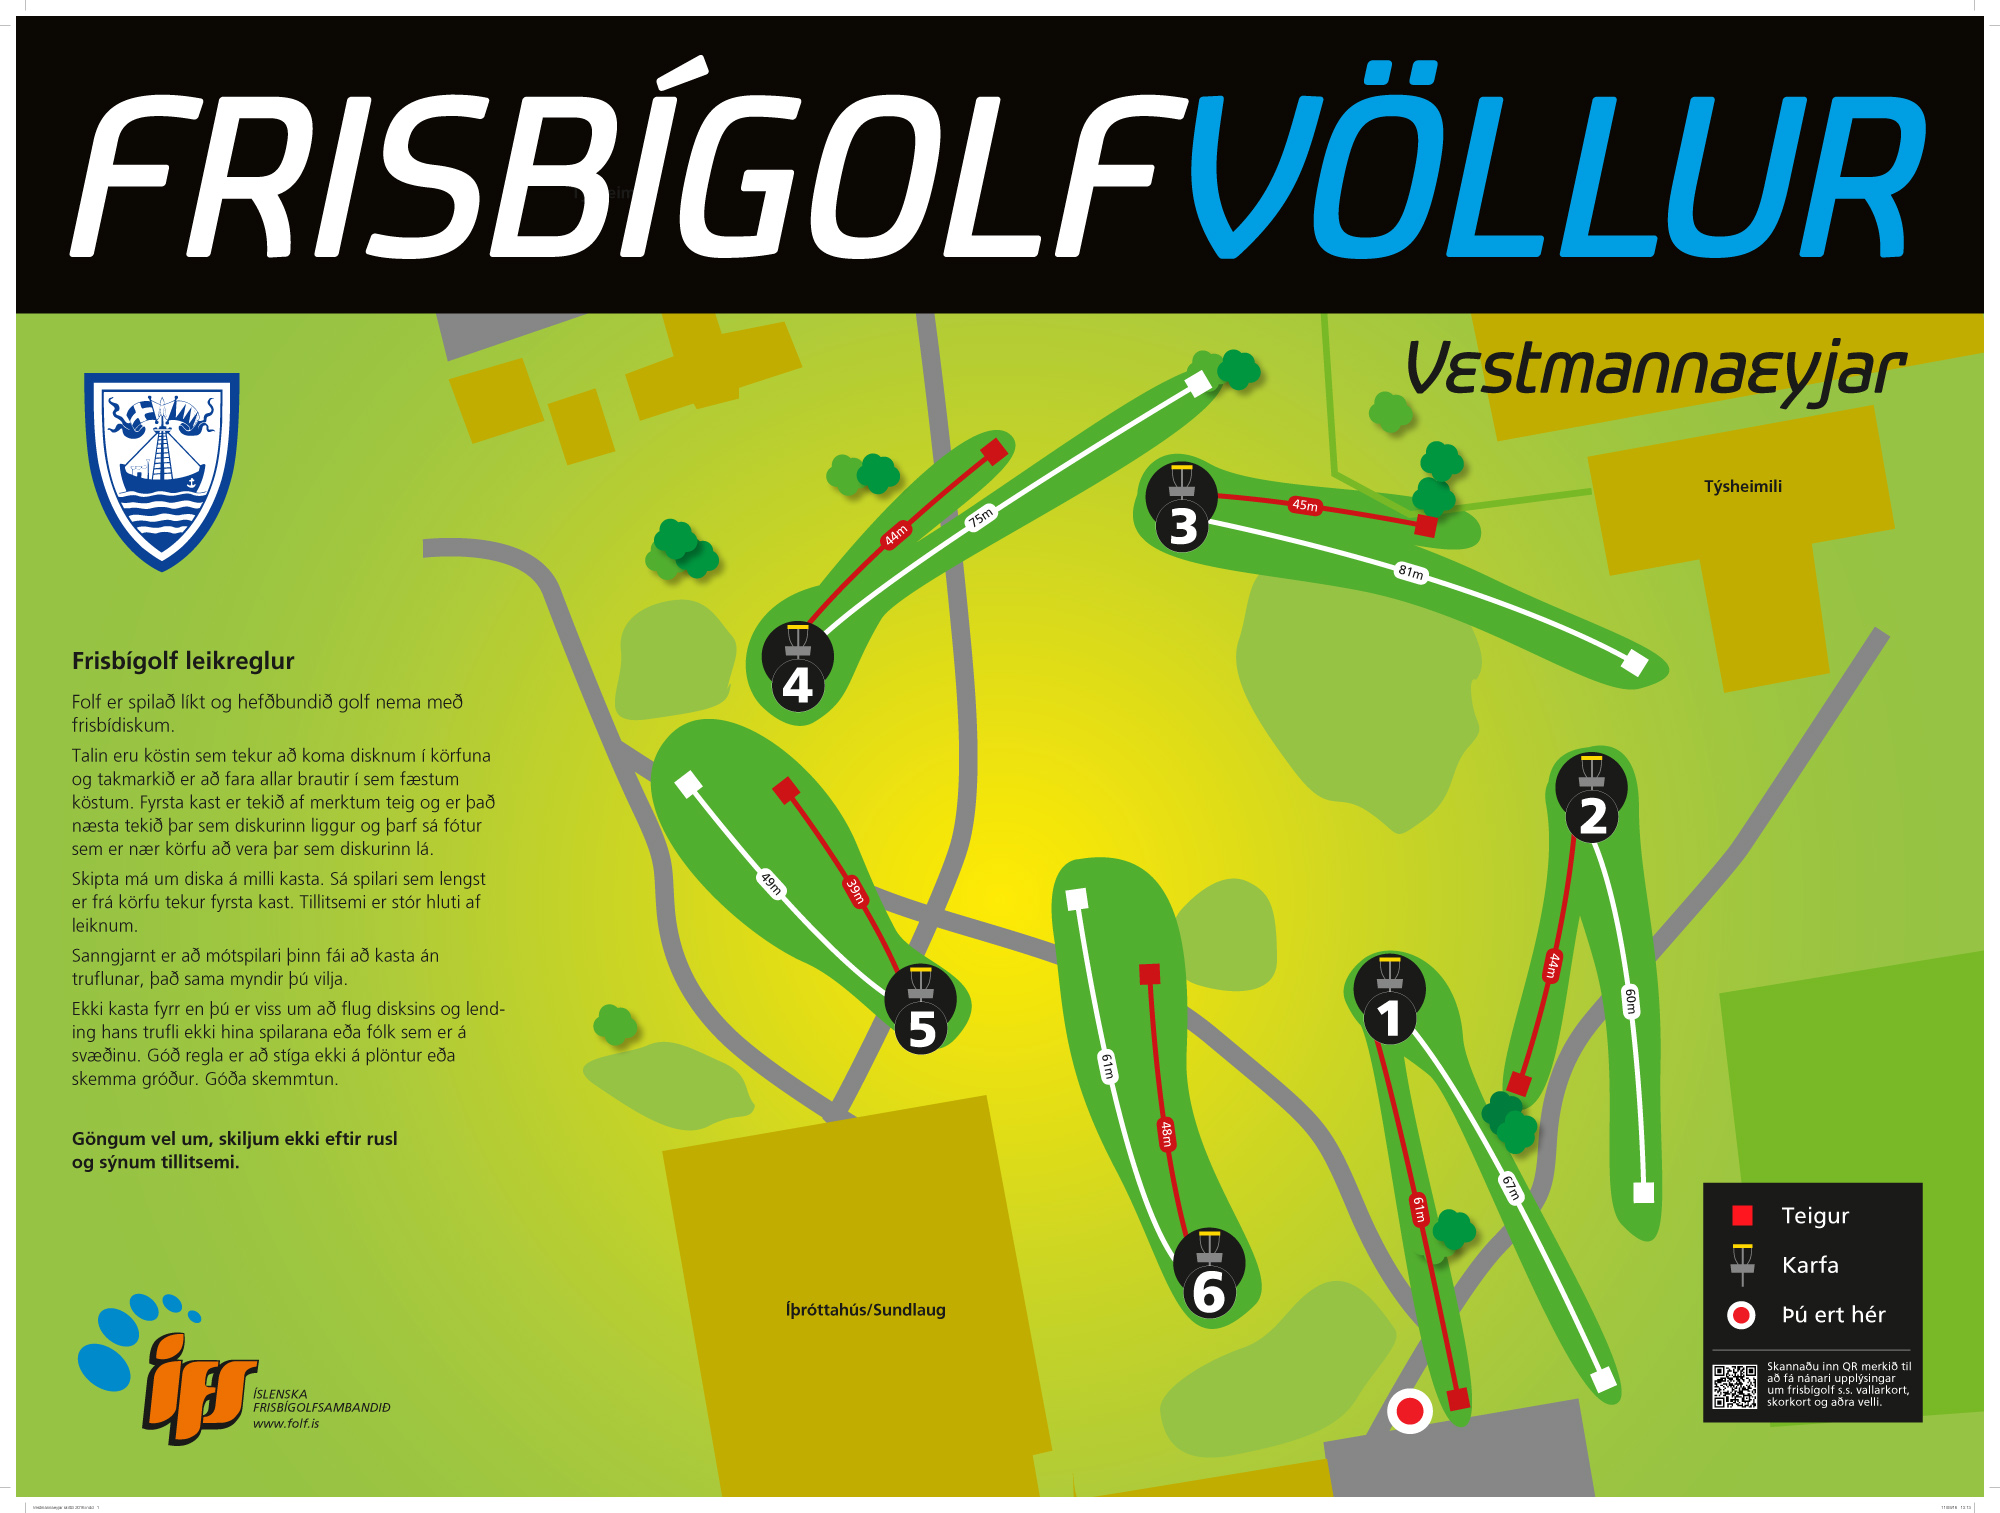 FRISBÍGOLFVÖLLUR
Vestmannaeyjar
Týsheimili
Frisbígolf leikreglur
Folf er spilað líkt og hefðbundið golf nema með
frisbídiskum.
Talin eru köstin sem tekur að koma disknum í körfuna
og takmarkið er að fara allar brautir í sem fæstum
köstum. Fyrsta kast er tekið af merktum teig og er það
næsta tekið þar sem diskurinn liggur og þarf sá fótur
sem er nær körfu að vera þar sem diskurinn lá.
Skipta má um diska á milli kasta. Sá spilari sem lengst
er frá körfu tekur fyrsta kast. Tillitsemi er stór hluti af
leiknum.
Sanngjarnt er að mótspilari þinn fái að kasta án
truflunar, það sama myndir þú vilja.
Ekki kasta fyrr en þú er viss um að flug disksins og lend-
ing hans trufli ekki hina spilarana eða fólk sem er á
svæðinu. Góð regla er að stíga ekki á plöntur eða
skemma gróður. Góða skemmtun.
Göngum vel um, skiljum ekki eftir rusl
og sýnum tillitsemi.
44m
75m
4
45m
81m
3
2
44m
60m
49m
39m
5
61m
48m
6
1
61m
67m
Íþróttahús/Sundlaug
Teigur
Karfa
Þú ert hér
Skannaðu inn QR merkið til
að fá nánari upplýsingar
um frisbígolf s.s. vallarkort,
skorkort og aðra velli.
ÍFS
ÍSLENSKA
FRISBÍGOLFSAMBANDIÐ
www.folf.is